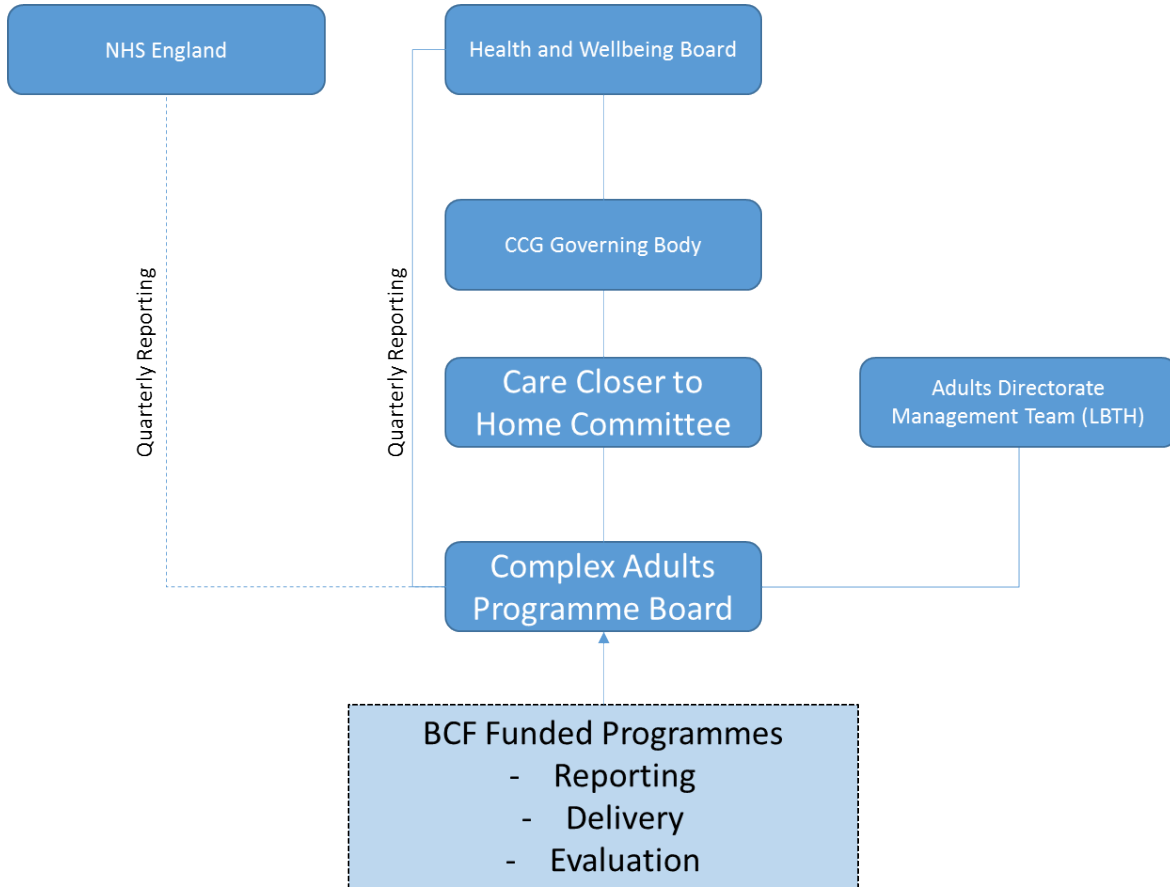 NHS England
Health and Wellbeing Board
CCG Governing Body
Quarterly Reporting
Quarterly Reporting
Care Closer to
Home Committee
Adults Directorate
Management Team (LBTH)
Complex Adults
Programme Board
BCF Funded Programmes
- Reporting
- Delivery
- Evaluation